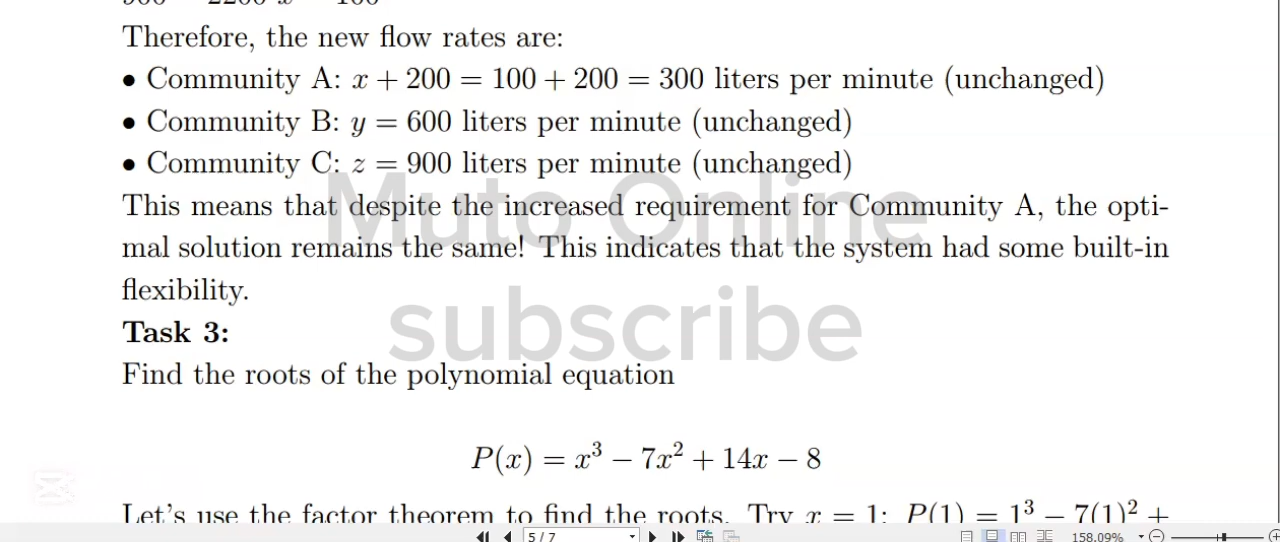 Therefore, the new flow rates are:
• Community A: x + 200 = 100 + 200 = 300 liters per minute (unchanged)
• Community B: y = 600 liters per minute (unchanged)
• Community C: z = 900 liters per minute (unchanged)
This means that despite the increased requirement for Community A, the opti-
mal solution remains the same! This indicates that the system had some built-in
flexibility.
Muto Online
subscribe
Task 3:
Find the roots of the polynomial equation
P(x) = x³ − 7x² + 14x − 8
Let's use the factor theorem to find the roots. Try x = 1: P(1) = 1³ − 7(1)² +
5 / 7
158.09%